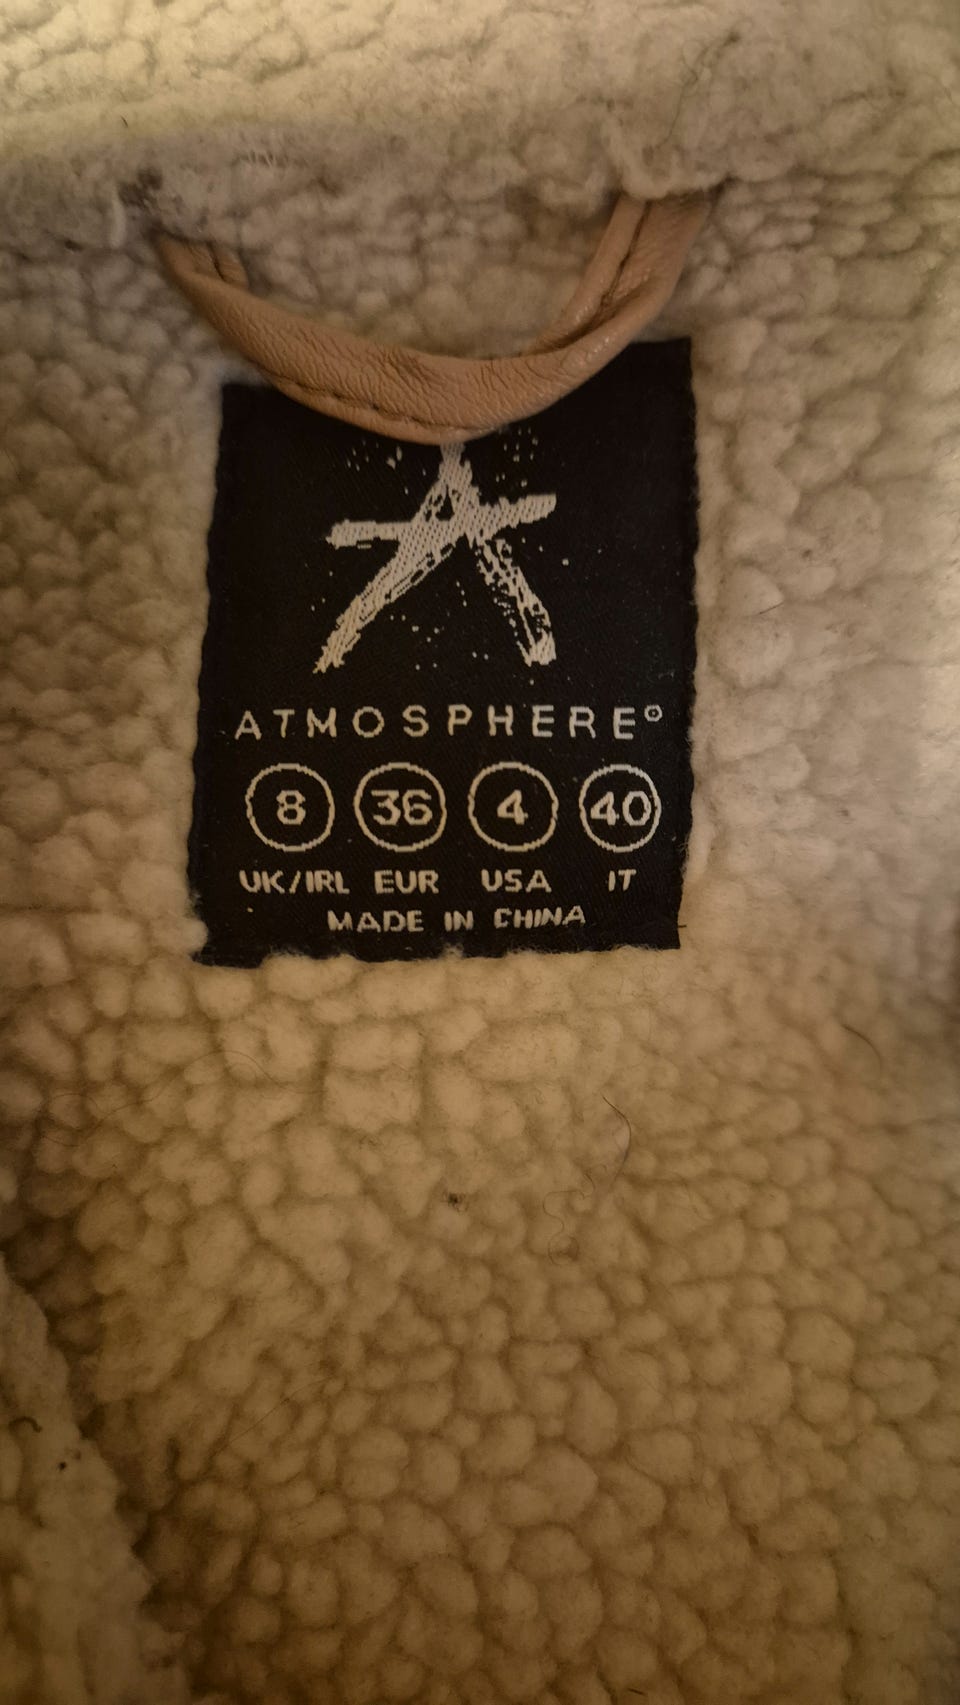 ATMOSPHERE°
8 36 4 40
UK/IRL EUR USA IT
MADE IN CHINA